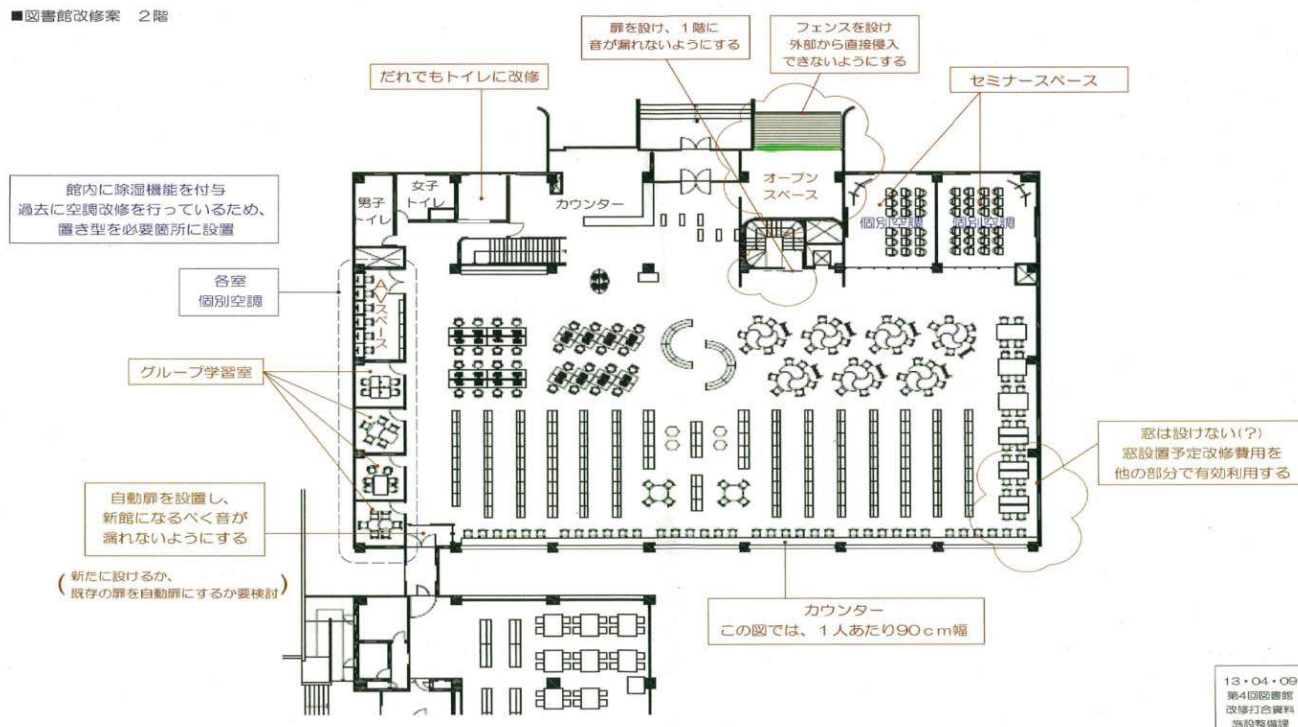 ■図書館改修案 2階
扉を設け、1階に
音が漏れないようにする
フェンスを設け
外部から直接侵入
できないようにする
だれでもトイレに改修
セミナースペース
館内に除湿機能を付与
過去に空調改修を行っているため、
置き型を必要箇所に設置
男子
トイレ
女子
トイレ
カウンター
オープン
スペース
個別空調
個別空調
各室
個別空調
AVスペース
グループ学習室
窓は設けない(?)
窓設置予定改修費用を
他の部分で有効利用する
自動扉を設置し、
新館になるべく音が
漏れないようにする
(新たに設けるか、
既存の扉を自動扉にするか要検討)
カウンター
この図では、1人あたり90cm幅
13・04・09
第4回図書館
改修打合資料
施設整備課